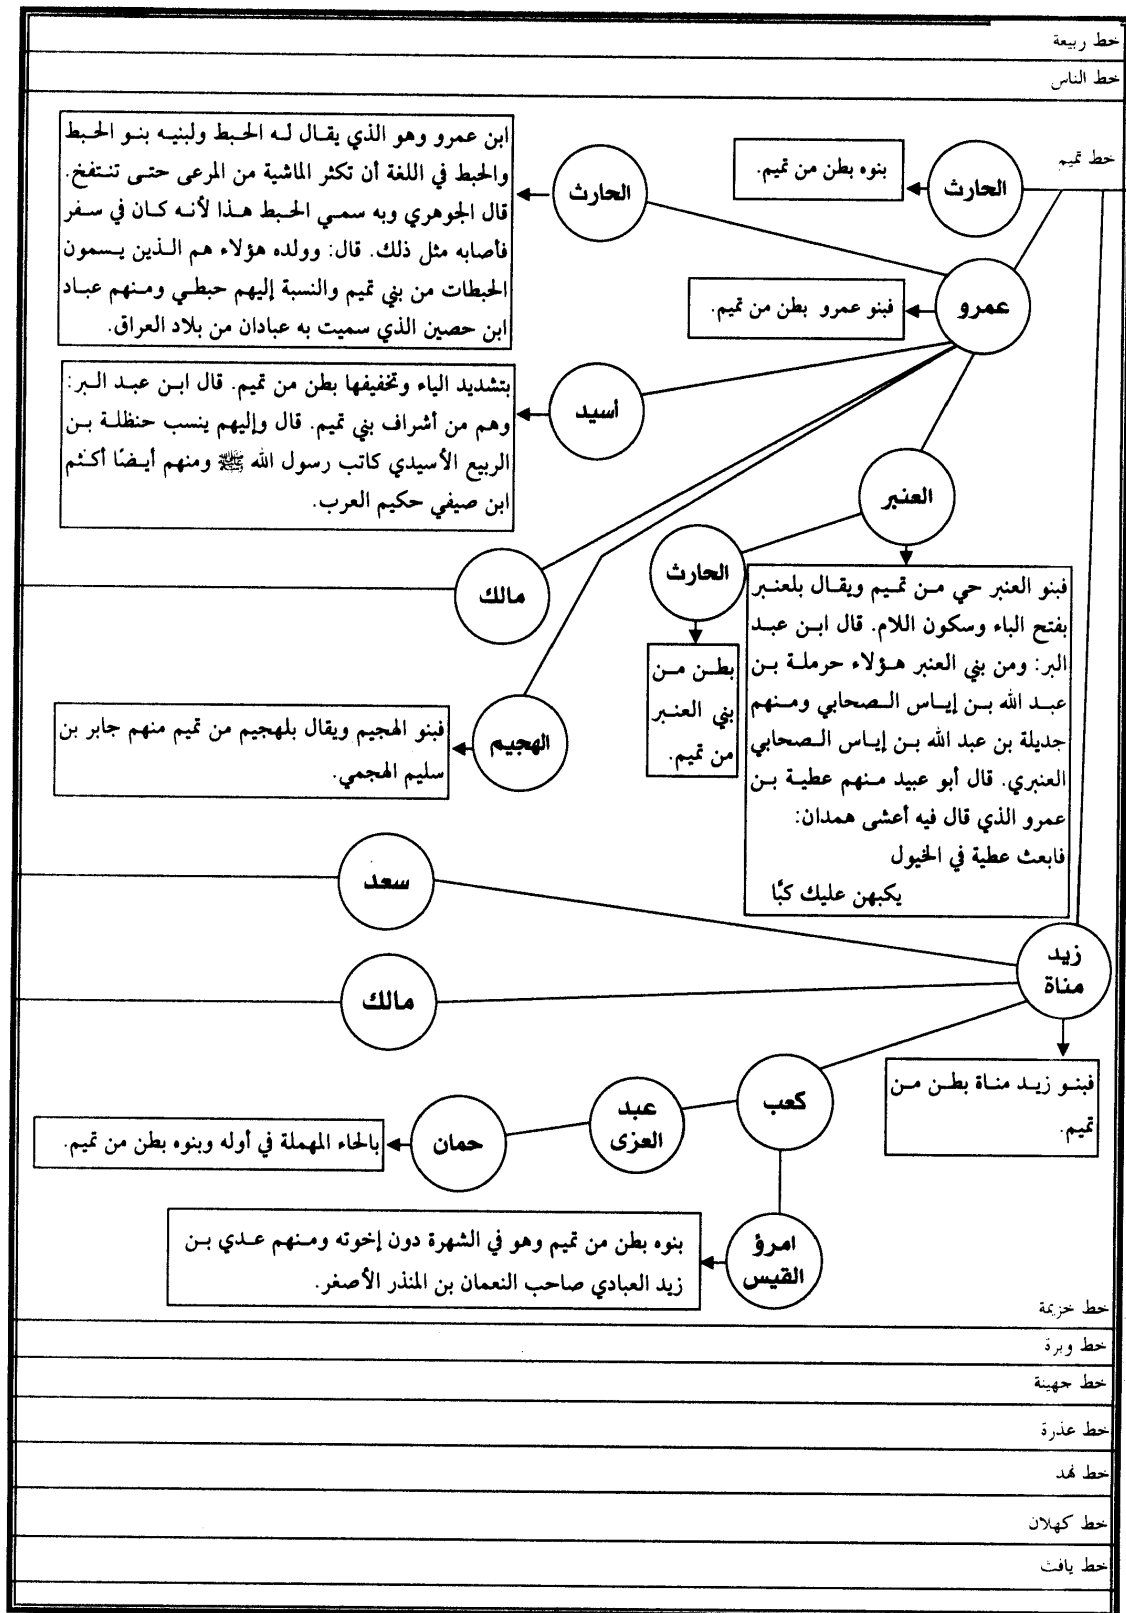 خط ربيعة
خط الناس
خط تميم
الحارث
بنوه بطن من تميم.
الحارث
ابن عمرو وهو الذي يقال له الحبط ولبنيه بنو الحبط
والحبط في اللغة أن تكثر الماشية من المرعى حتى تنتفخ.
قال الجوهري وبه سمي الحبط هذا لأنه كان في سفر
فأصابه مثل ذلك. قال: وولده هؤلاء هم الذين يسمون
الحبطات من بني تميم والنسبة إليهم حبطي ومنهم عباد
ابن حصين الذي سميت به عبادان من بلاد العراق.
عمرو
فبنو عمرو بطن من تميم.
أسيد
بتشديد الياء وتخفيفها بطن من تميم. قال ابن عبد البر:
وهم من أشراف بني تميم. قال وإليهم ينسب حنظلة بن
الربيع الأسيدي كاتب رسول الله ﷺ ومنهم أيضًا أكثم
ابن صيفي حكيم العرب.
العنبر
فبنو العنبر حي من تميم ويقال بلعنبر
بفتح الباء وسكون اللام. قال ابن عبد
البر: ومن بني العنبر هؤلاء حرملة بن
عبد الله بن إياس الصحابي ومنهم
جديلة بن عبد الله بن إياس الصحابي
العنبري. قال أبو عبيد منهم عطية بن
عمرو الذي قال فيه أعشى همدان:
فابعث عطية في الخيول
يكبهن عليك كبًّا
الحارث
بطن من
بني العنبر
من تميم.
مالك
الهجيم
فبنو الهجيم ويقال بلهجيم من تميم منهم جابر بن
سليم الهجمي.
سعد
زيد
مناة
مالك
فبنو زيد مناة بطن من
تميم.
كعب
عبد
العزى
حمان
بالحاء المهملة في أوله وبنوه بطن من تميم.
امرؤ
القيس
بنوه بطن من تميم وهو في الشهرة دون إخوته ومنهم عدي بن
زيد العبادي صاحب النعمان بن المنذر الأصغر.
خط خزيمة
خط وبرة
خط جهينة
خط عذرة
خط نهد
خط كهلان
خط يافث